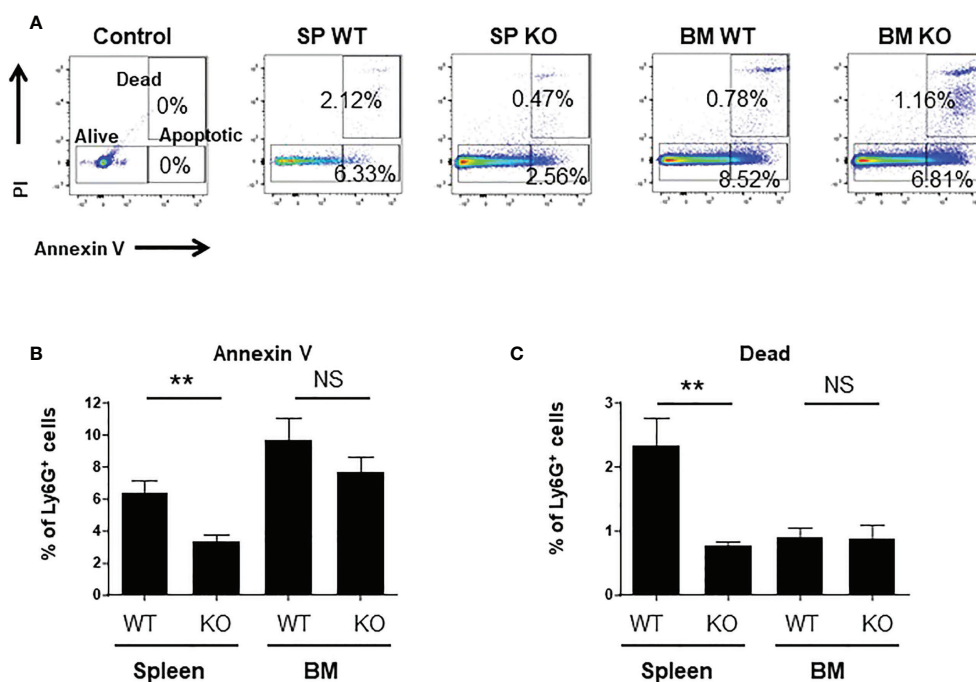 A
Control SP WT SP KO BM WT BM KO
Dead
0% 2.12% 0.47% 0.78% 1.16%
Alive Apoptotic
0% 6.33% 2.56% 8.52% 6.81%
PI
Annexin V
B
Annexin V
** NS
% of Ly6G⁺ cells
12
10
8
6
4
2
0
WT KO WT KO
Spleen BM
C
Dead
** NS
% of Ly6G⁺ cells
3
2
1
0
WT KO WT KO
Spleen BM